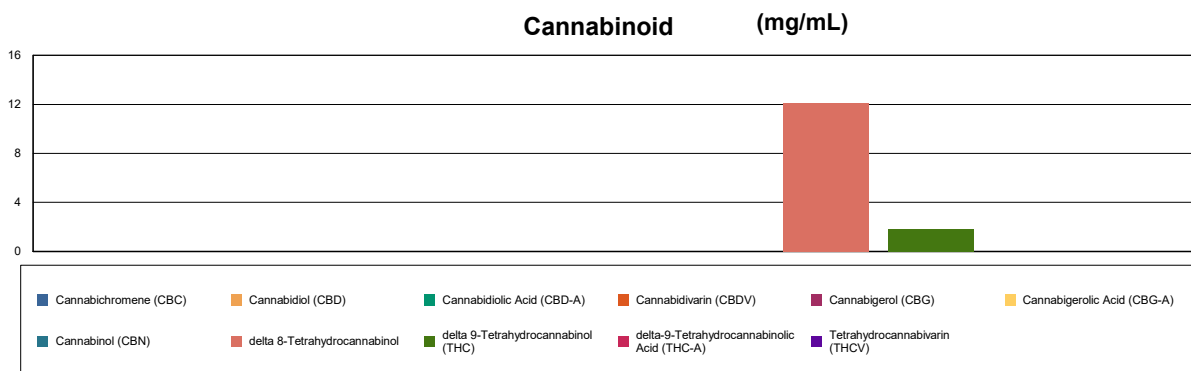 Cannabinoid (mg/mL)
16
12
8
4
0
Cannabichromene (CBC)
Cannabidiol (CBD)
Cannabidiolic Acid (CBD-A)
Cannabidivarin (CBDV)
Cannabigerol (CBG)
Cannabigerolic Acid (CBG-A)
Cannabinol (CBN)
delta 8-Tetrahydrocannabinol
delta 9-Tetrahydrocannabinol
(THC)
delta-9-Tetrahydrocannabinolic
Acid (THC-A)
Tetrahydrocannabivarin
(THCV)